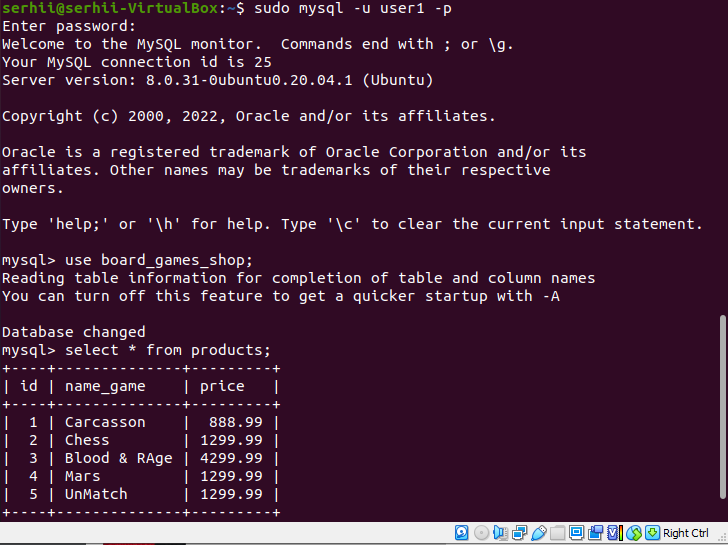 serhii@serhii-VirtualBox:~$ sudo mysql -u user1 -p
Enter password:
Welcome to the MySQL monitor.  Commands end with ; or \g.
Your MySQL connection id is 25
Server version: 8.0.31-0ubuntu0.20.04.1 (Ubuntu)

Copyright (c) 2000, 2022, Oracle and/or its affiliates.

Oracle is a registered trademark of Oracle Corporation and/or its
affiliates. Other names may be trademarks of their respective
owners.

Type 'help;' or '\h' for help. Type '\c' to clear the current input statement.

mysql> use board_games_shop;
Reading table information for completion of table and column names
You can turn off this feature to get a quicker startup with -A

Database changed
mysql> select * from products;
+----+--------------+---------+
| id | name_game    | price   |
+----+--------------+---------+
|  1 | Carcasson    |  888.99 |
|  2 | Chess        | 1299.99 |
|  3 | Blood & RAge | 4299.99 |
|  4 | Mars         | 1299.99 |
|  5 | UnMatch      | 1299.99 |
+----+--------------+---------+
Right Ctrl